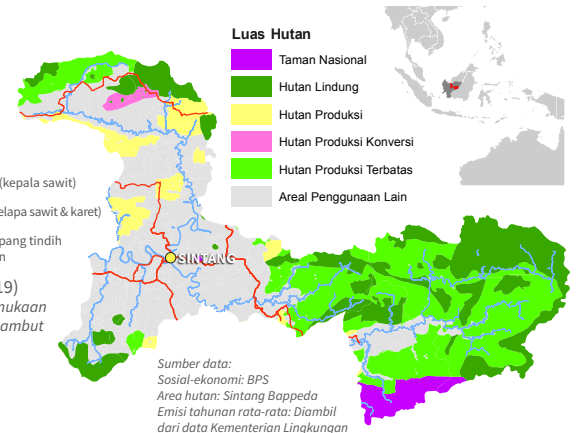 Luas Hutan
Taman Nasional
Hutan Lindung
Hutan Produksi
Hutan Produksi Konversi
Hutan Produksi Terbatas
Areal Penggunaan Lain
(kepala sawit)
elapa sawit & karet)
pang tindih
n
19)
mukaan
ambut
SINTANG
Sumber data:
Sosial-ekonomi: BPS
Area hutan: Sintang Bappeda
Emisi tahunan rata-rata: Diambil
dari data Kementerian Lingkungan